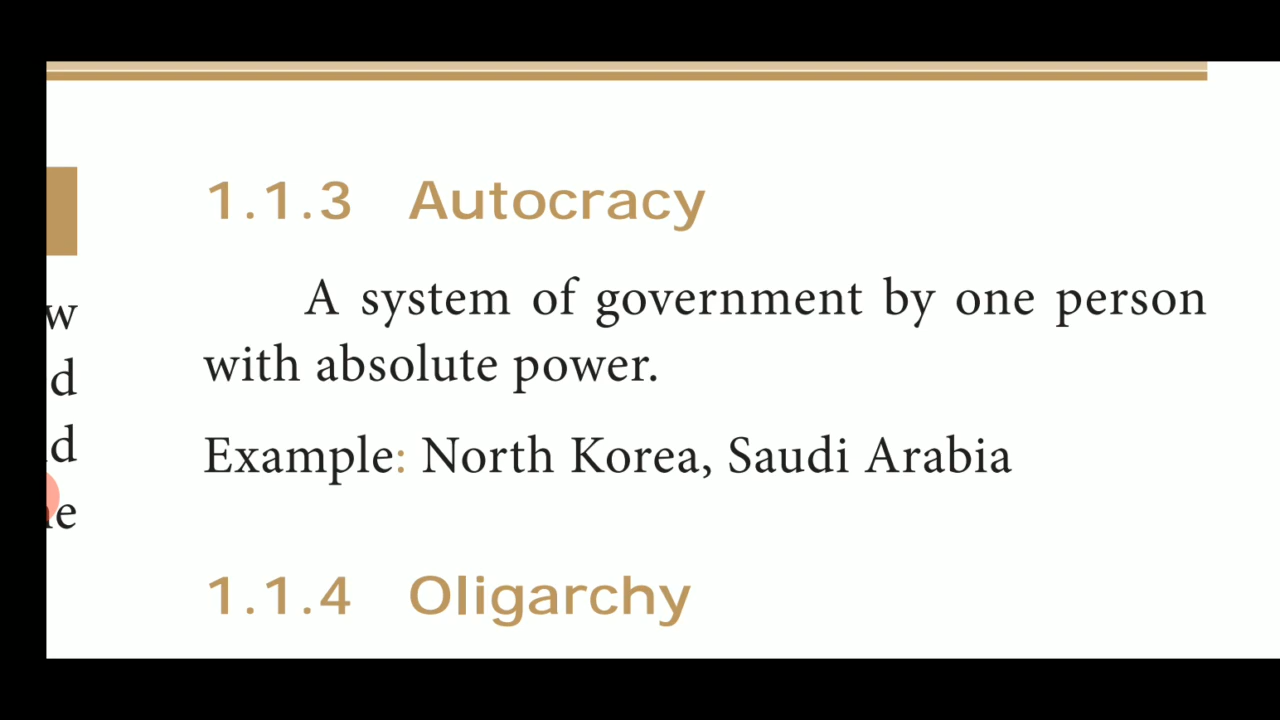 1.1.3 Autocracy
A system of government by one person
with absolute power.
Example: North Korea, Saudi Arabia
1.1.4 Oligarchy